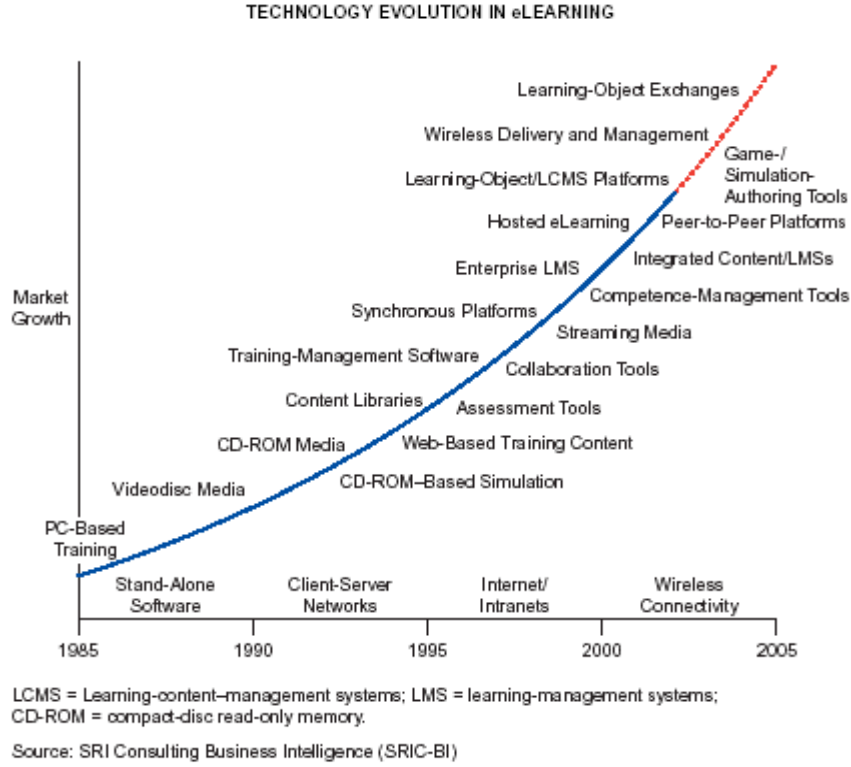 TECHNOLOGY EVOLUTION IN eLEARNING
Learning-Object Exchanges
Wireless Delivery and Management
Game-/
Simulation-
Authoring Tools
Learning-Object/LCMS Platforms
Hosted eLearning
Peer-to-Peer Platforms
Integrated Content/LMSs
Enterprise LMS
Competence-Management Tools
Market
Growth
Synchronous Platforms
Streaming Media
Training-Management Software
Collaboration Tools
Content Libraries
Assessment Tools
CD-ROM Media
Web-Based Training Content
Videodisc Media
CD-ROM–Based Simulation
PC-Based
Training
Stand-Alone
Software
Client-Server
Networks
Internet/
Intranets
Wireless
Connectivity
1985
1990
1995
2000
2005
LCMS = Learning-content–management systems; LMS = learning-management systems;
CD-ROM = compact-disc read-only memory.
Source: SRI Consulting Business Intelligence (SRIC-BI)